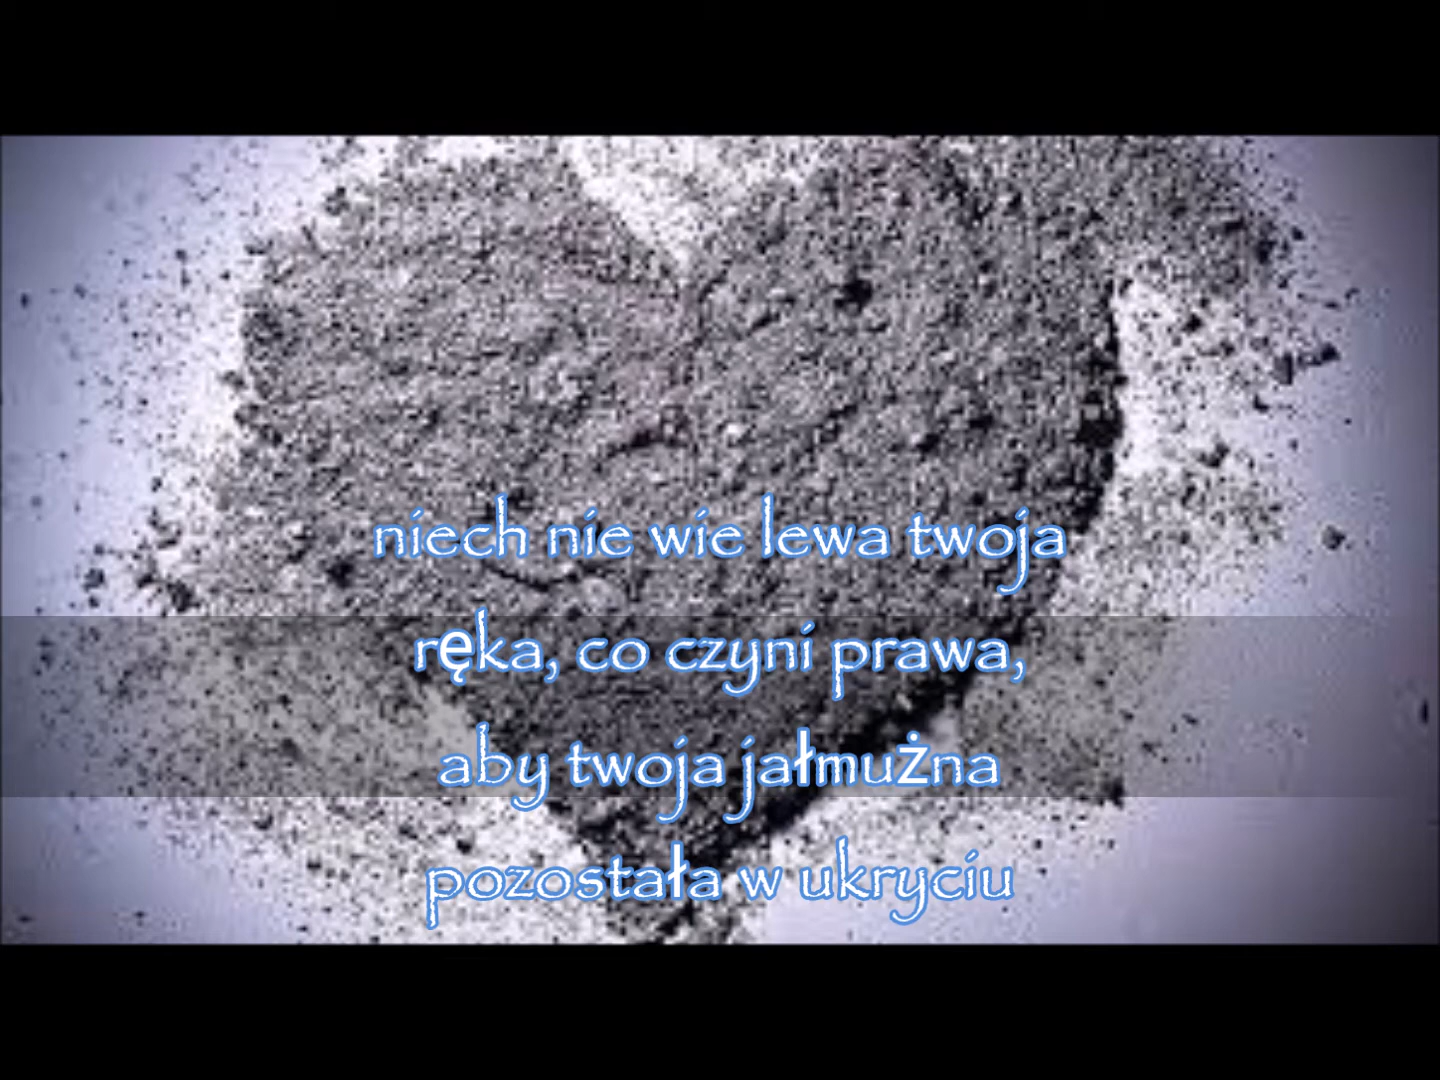 niech nie wie lewa twoja
ręka, co czyni prawa,
aby twoja jałmużna
pozostała w ukryciu